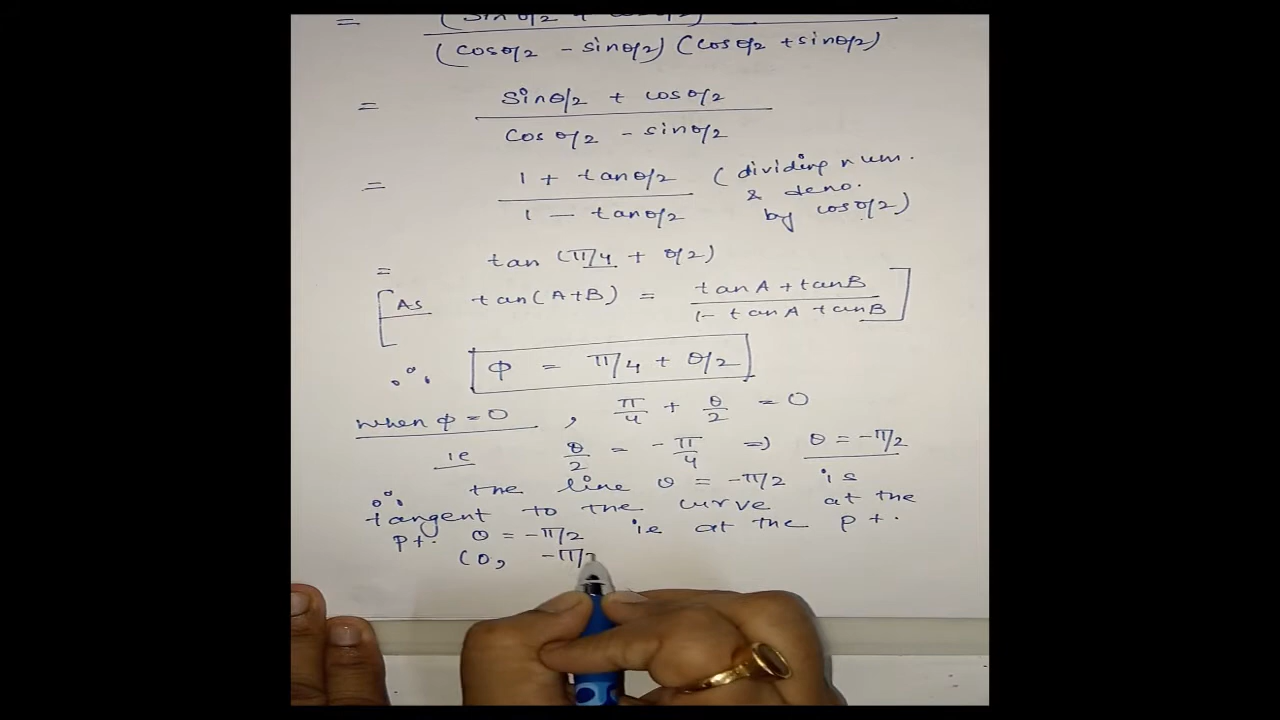 =
(cosθ/2 - sinθ/2) (cosθ/2 + sinθ/2)
= sinθ/2 + cosθ/2
cosθ/2 - sinθ/2
= 1 + tanθ/2 (dividing num.
& deno.
1 - tanθ/2 by cosθ/2)
= tan (π/4 + θ/2)
[As tan(A+B) = tanA + tanB
1 - tanA tanB]
∴ φ = π/4 + θ/2
when φ = 0 , π/4 + θ/2 = 0
ie θ/2 = -π/4 => θ = -π/2
∴ the line θ = -π/2 is
tangent to the curve at the
pt. θ = -π/2 ie at the pt.
(0, -π/2